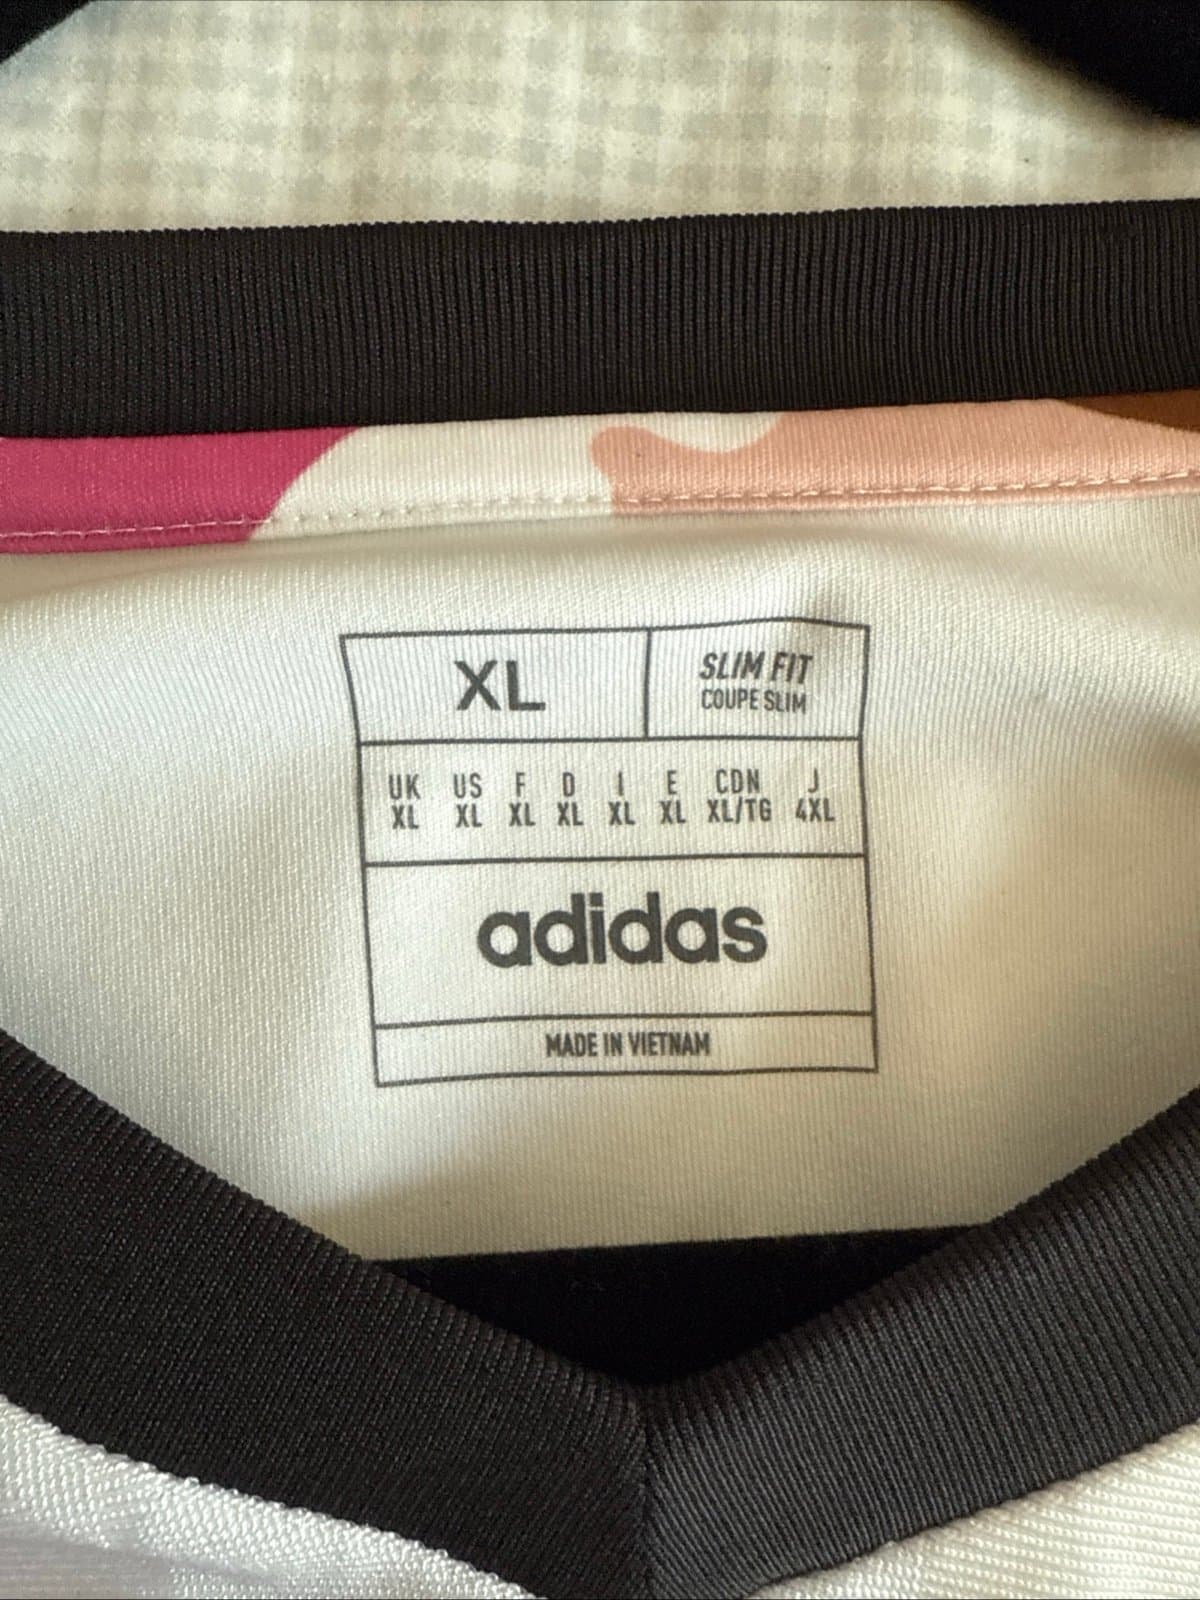 XL
SLIM FIT
COUPE SLIM
UK US F D I E CDN J
XL XL XL XL XL XL XL/TG 4XL
adidas
MADE IN VIETNAM